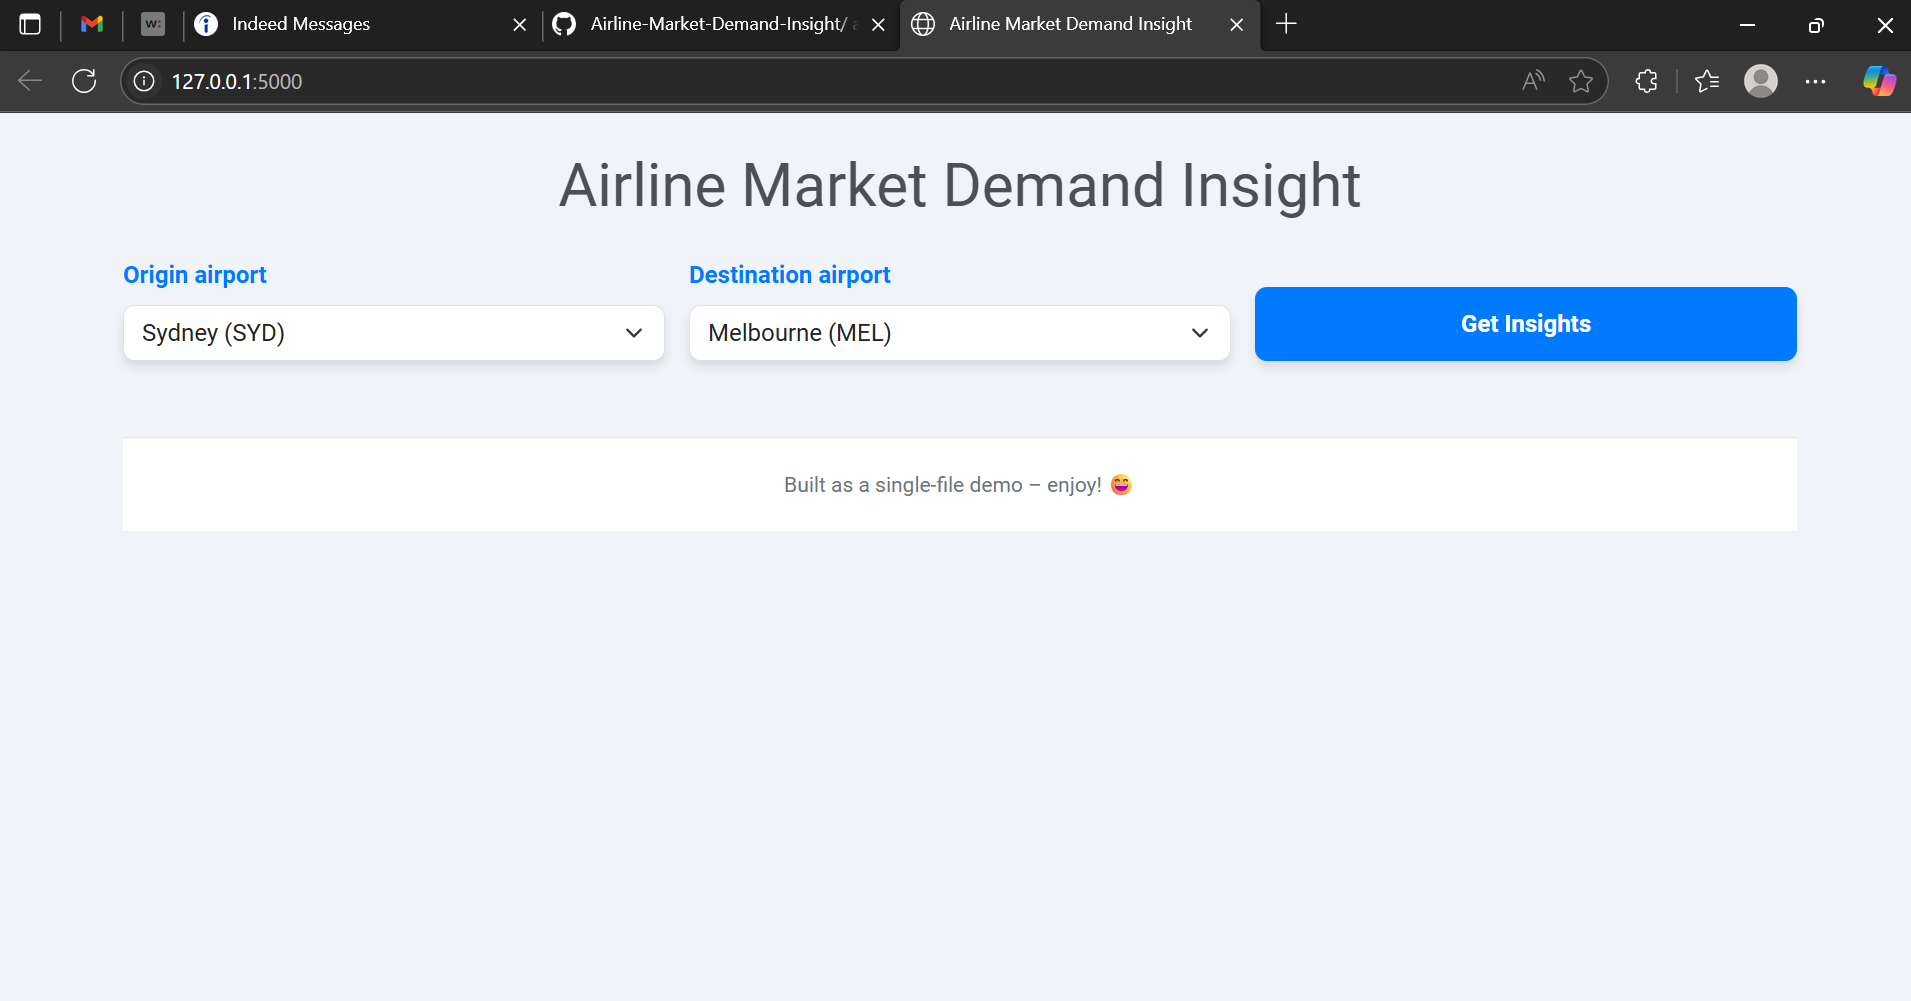 w:
Indeed Messages
Airline-Market-Demand-Insight/
Airline Market Demand Insight
127.0.0.1:5000
Airline Market Demand Insight
Origin airport
Destination airport
Sydney (SYD)
Melbourne (MEL)
Get Insights
Built as a single-file demo – enjoy! 😄